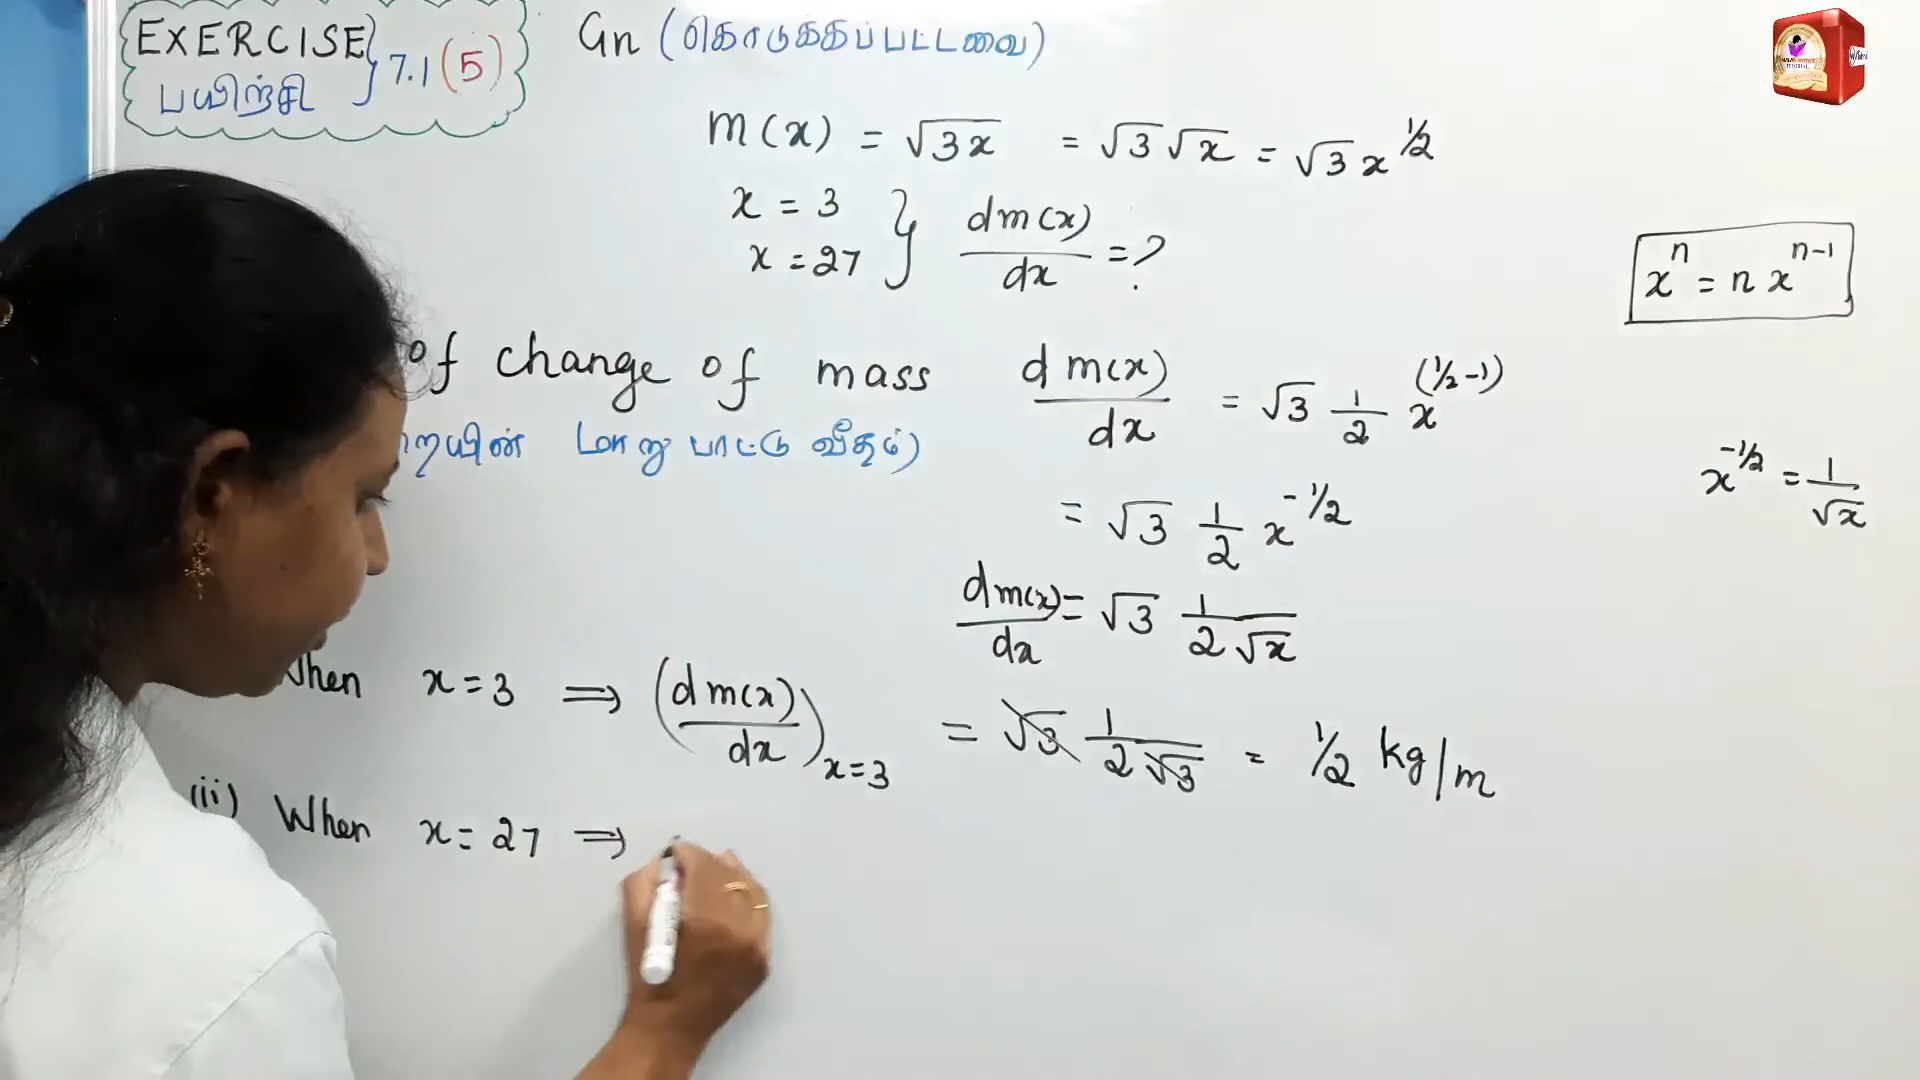 EXERCISE
பயிற்சி } 7.1 (5)
Gn (கொடுக்கப்பட்டவை)
m(x) = √3x = √3 √x = √3 x^1/2
x = 3
x = 27 } dm(x)/dx = ?
x^n = n x^(n-1)
of change of mass
றையின் மாறுபாட்டு வீதம்)
dm(x)/dx = √3 1/2 x^(1/2-1)
= √3 1/2 x^-1/2
x^-1/2 = 1/√x
dm(x)/dx = √3 1/2√x
When x = 3 ⟹ (dm(x)/dx)x=3 = √3 1/2√3 = 1/2 kg/m
(ii) When x = 27 ⟹